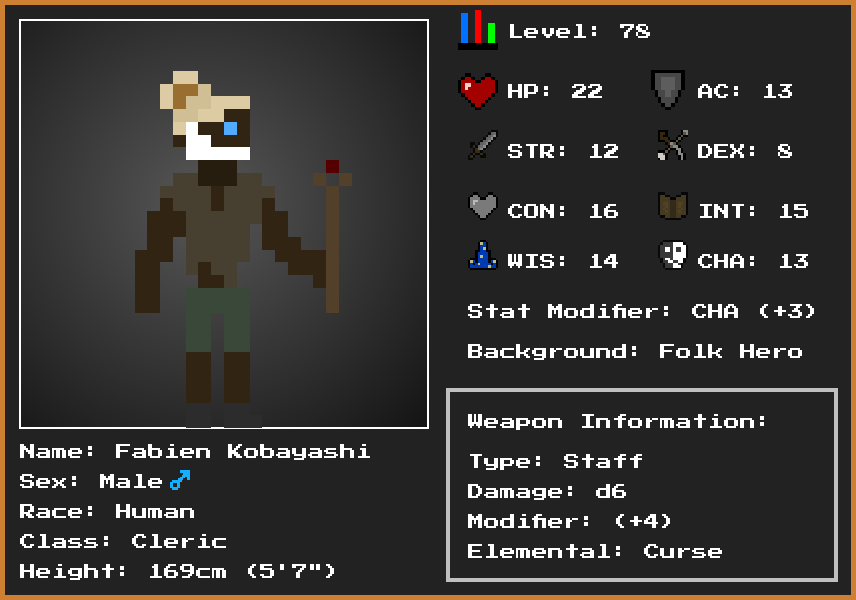 Level: 78
HP: 22
AC: 13
STR: 12
DEX: 8
CON: 16
INT: 15
WIS: 14
CHA: 13
Stat Modifier: CHA (+3)
Background: Folk Hero
Weapon Information:
Type: Staff
Damage: d6
Modifier: (+4)
Elemental: Curse
Name: Fabien Kobayashi
Sex: Male♂
Race: Human
Class: Cleric
Height: 169cm (5'7")